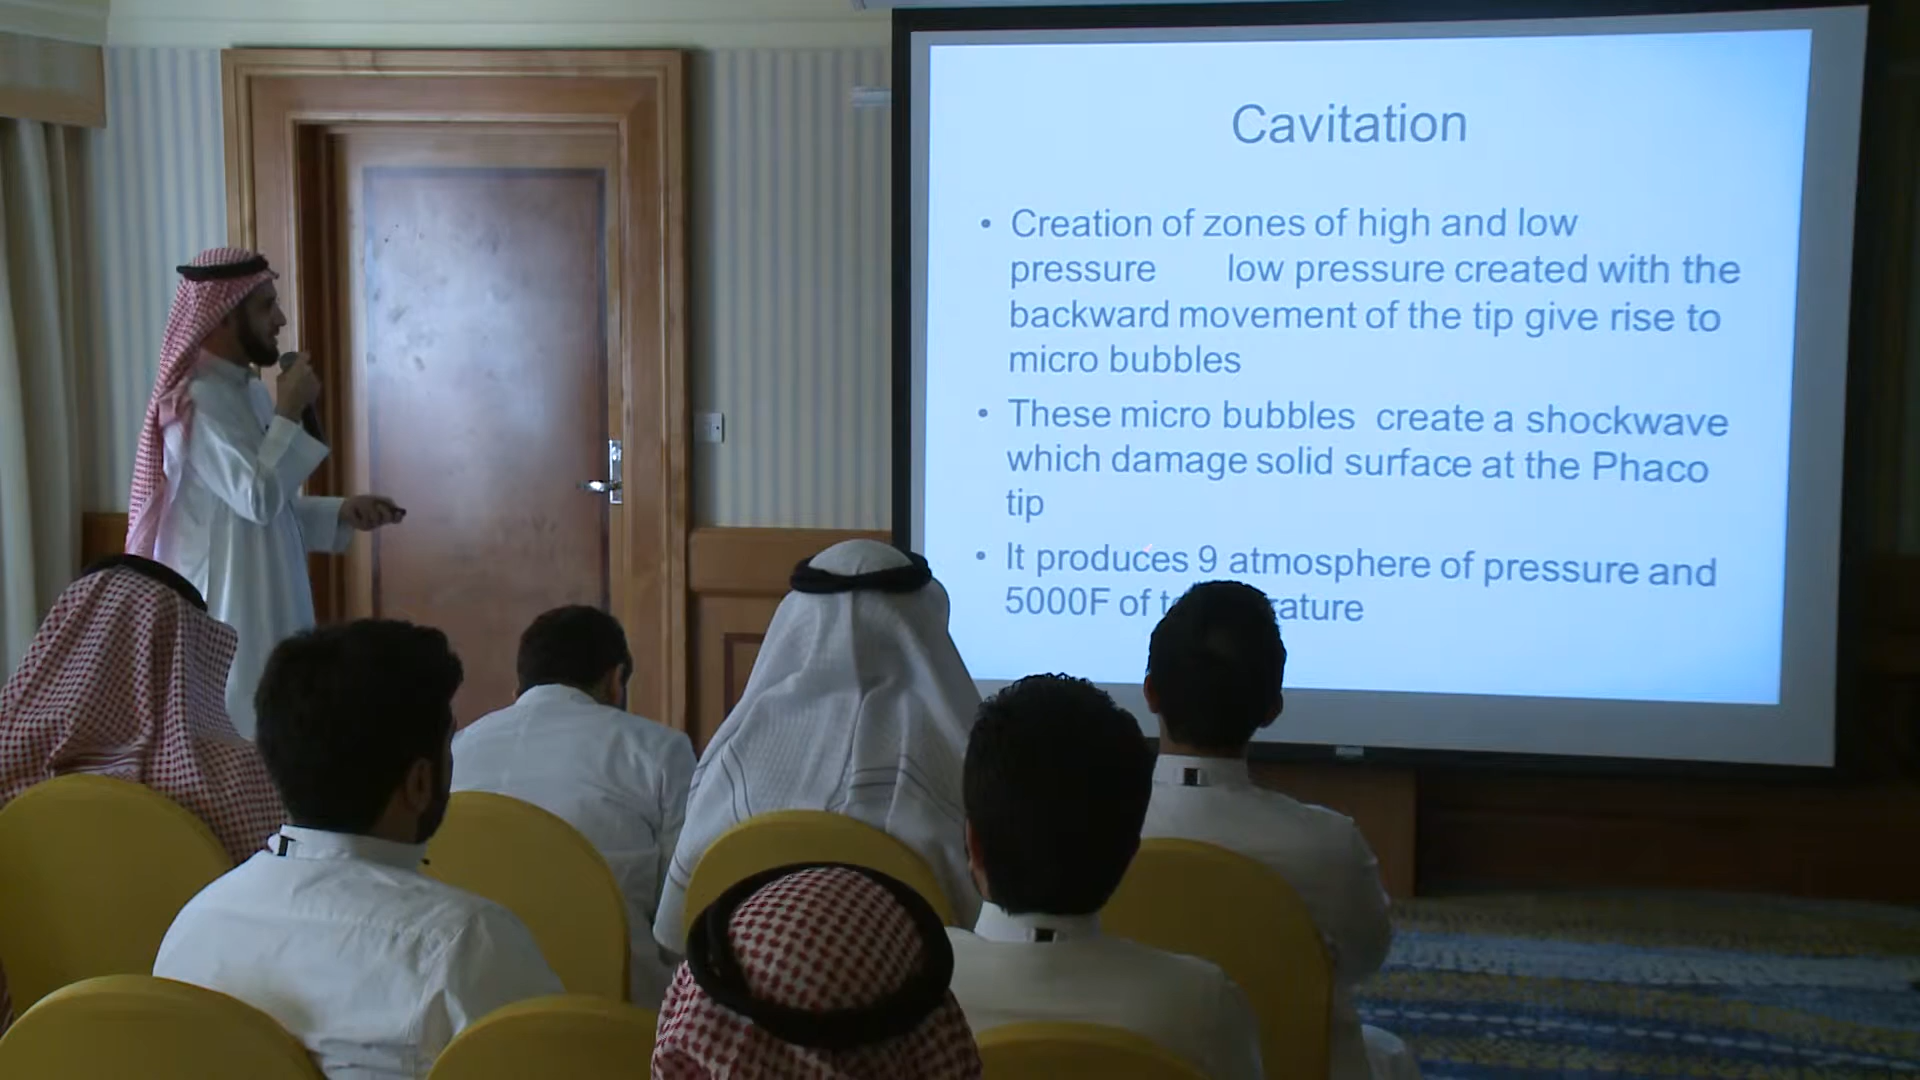 Cavitation
• Creation of zones of high and low
pressure low pressure created with the
backward movement of the tip give rise to
micro bubbles
• These micro bubbles create a shockwave
which damage solid surface at the Phaco
tip
• It produces 9 atmosphere of pressure and
5000F of